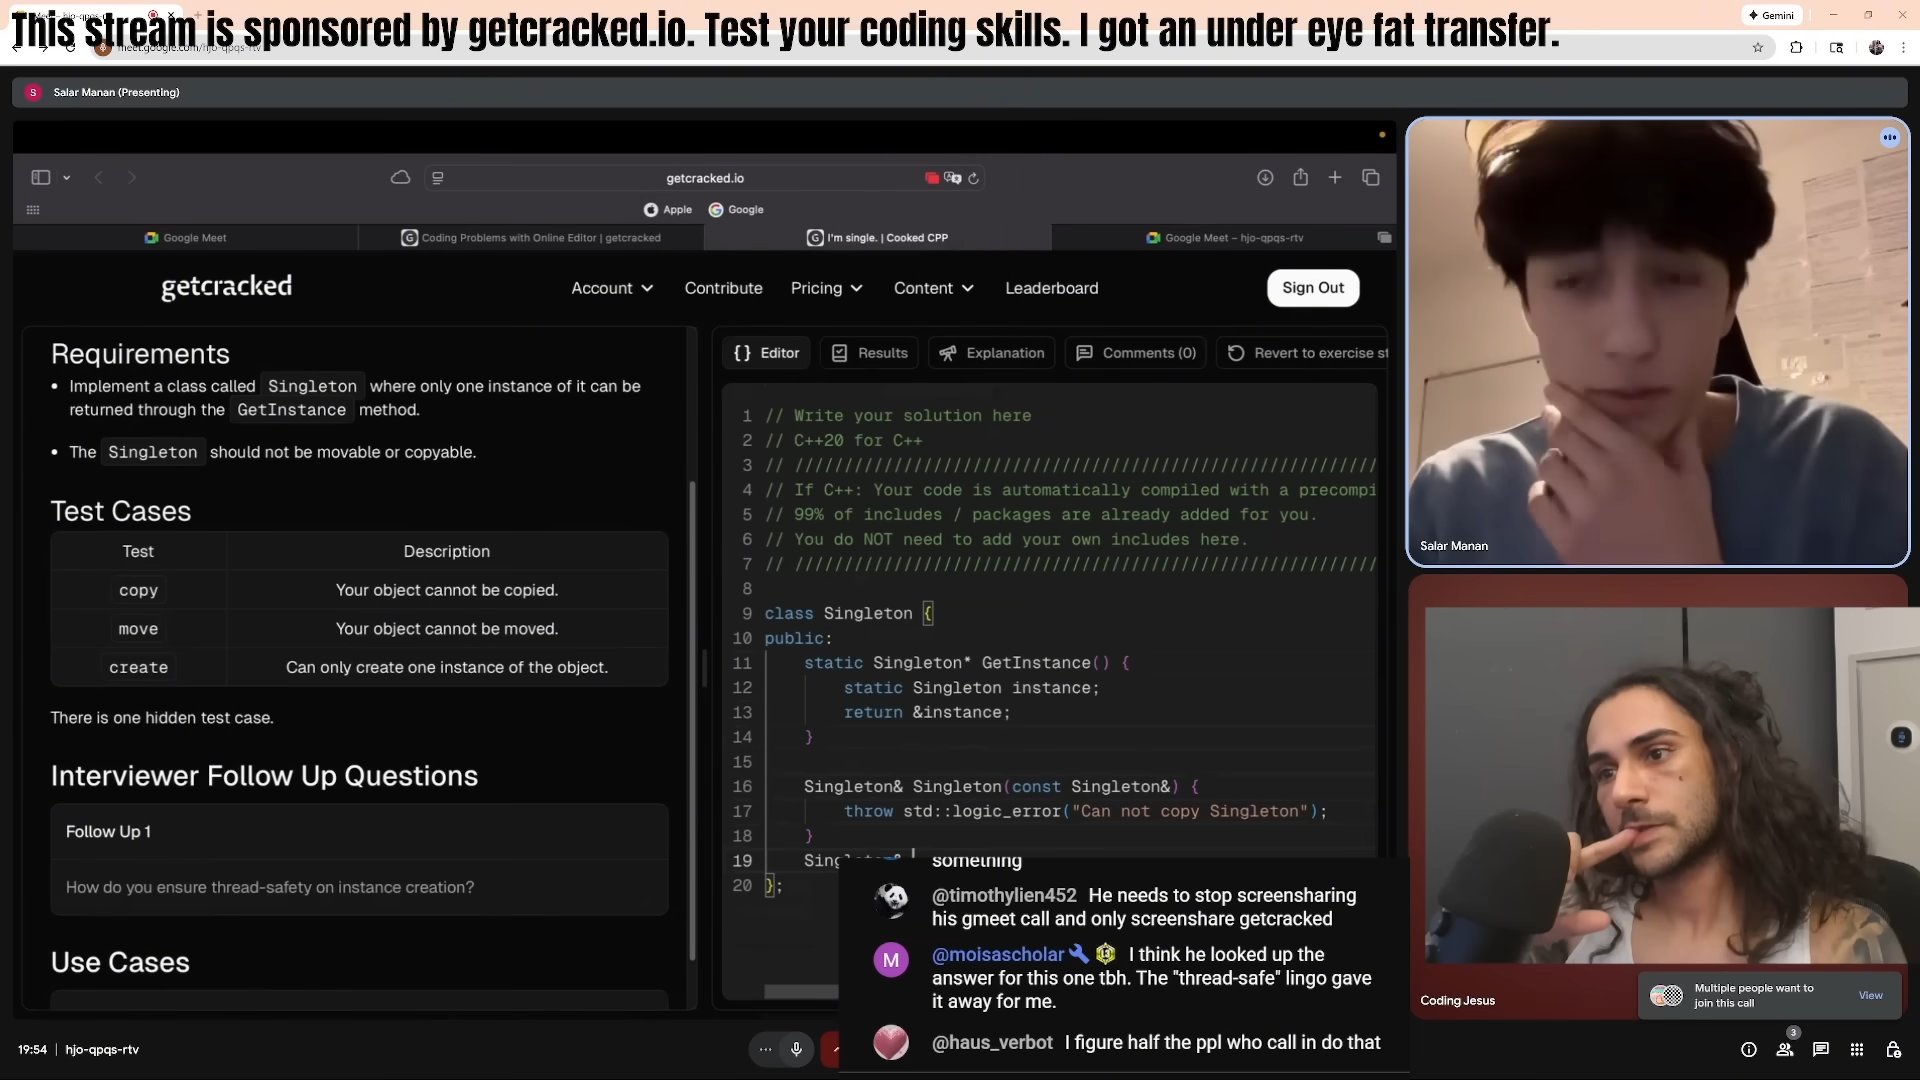 This stream is sponsored by getcracked.io. Test your coding skills. I got an under eye fat transfer.
Gemini
Salar Manan (Presenting)
getcracked.io
Apple
Google
Google Meet
Coding Problems with Online Editor | getcracked
I'm single. | Cooked CPP
Google Meet – hjo-qpqs-rtv
getcracked
Account
Contribute
Pricing
Content
Leaderboard
Sign Out
Requirements
• Implement a class called Singleton where only one instance of it can be
returned through the GetInstance method.
• The Singleton should not be movable or copyable.
Test Cases
Test Description
copy Your object cannot be copied.
move Your object cannot be moved.
create Can only create one instance of the object.
There is one hidden test case.
Interviewer Follow Up Questions
Follow Up 1
How do you ensure thread-safety on instance creation?
Use Cases
{} Editor
Results
Explanation
Comments (0)
Revert to exercise st
1 // Write your solution here
2 // C++20 for C++
3 // ///////////////////////////////////////////////////////////
4 // If C++: Your code is automatically compiled with a precompi
5 // 99% of includes / packages are already added for you.
6 // You do NOT need to add your own includes here.
7 // ///////////////////////////////////////////////////////////
8
9 class Singleton {
10 public:
11 static Singleton* GetInstance() {
12 static Singleton instance;
13 return &instance;
14 }
15
16 Singleton& Singleton(const Singleton&) {
17 throw std::logic_error("Can not copy Singleton");
18 }
19 Singleton&
20 };
something
@timothylien452 He needs to stop screensharing
his gmeet call and only screenshare getcracked
M @moisascholar I think he looked up the
answer for this one tbh. The "thread-safe" lingo gave
it away for me.
@haus_verbot I figure half the ppl who call in do that
Salar Manan
Coding Jesus
Multiple people want to
join this call
View
19:54 | hjo-qpqs-rtv
3